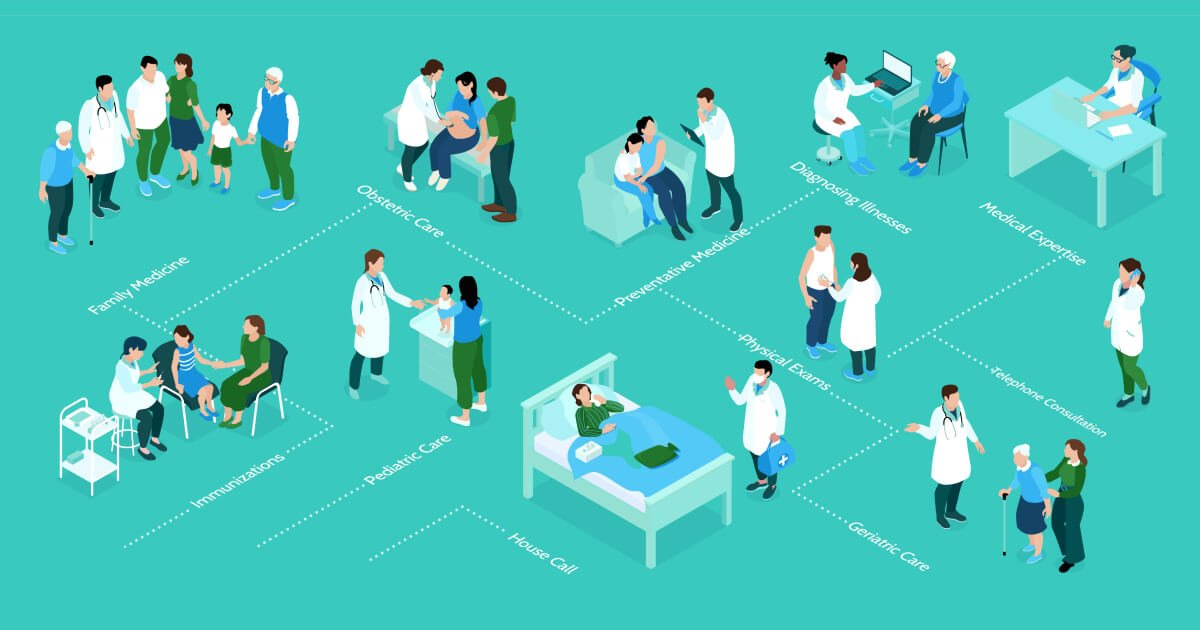 Obstetric Care
Diagnosing Illnesses
Medical Expertise
Family Medicine
Preventative Medicine
Physical Exams
Telephone Consultation
Immunizations
Pediatric Care
House Call
Geriatric Care